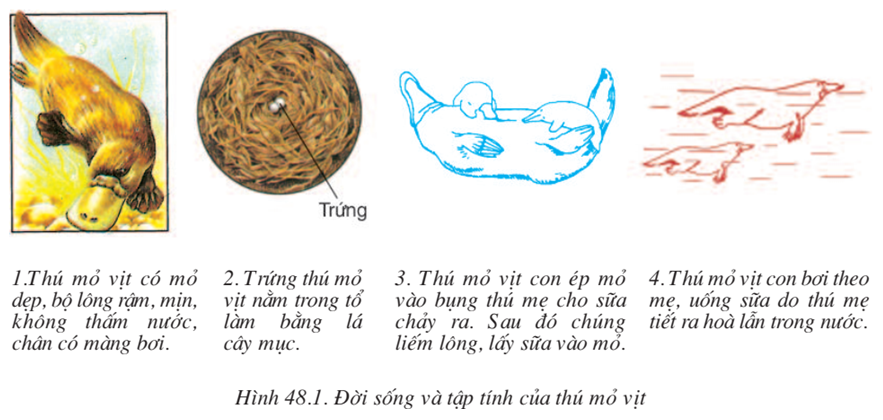 Trứng
1.Thú mỏ vịt có mỏ
dẹp, bộ lông rậm, mịn,
không thấm nước,
chân có màng bơi.
2. Trứng thú mỏ
vịt nằm trong tổ
làm bằng lá
cây mục.
3. Thú mỏ vịt con ép mỏ
vào bụng thú mẹ cho sữa
chảy ra. Sau đó chúng
liếm lông, lấy sữa vào mỏ.
4. Thú mỏ vịt con bơi theo
mẹ, uống sữa do thú mẹ
tiết ra hoà lẫn trong nước.
Hình 48.1. Đời sống và tập tính của thú mỏ vịt